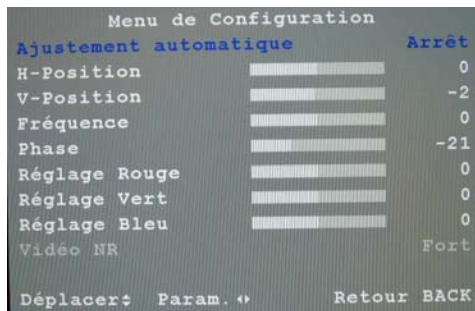 Menu de Configuration
Ajustement automatique Arrêt
H-Position 0
V-Position -2
Fréquence 0
Phase -21
Réglage Rouge 0
Réglage Vert 0
Réglage Bleu 0
Vidéo NR Fort
Déplacer Param. Retour BACK